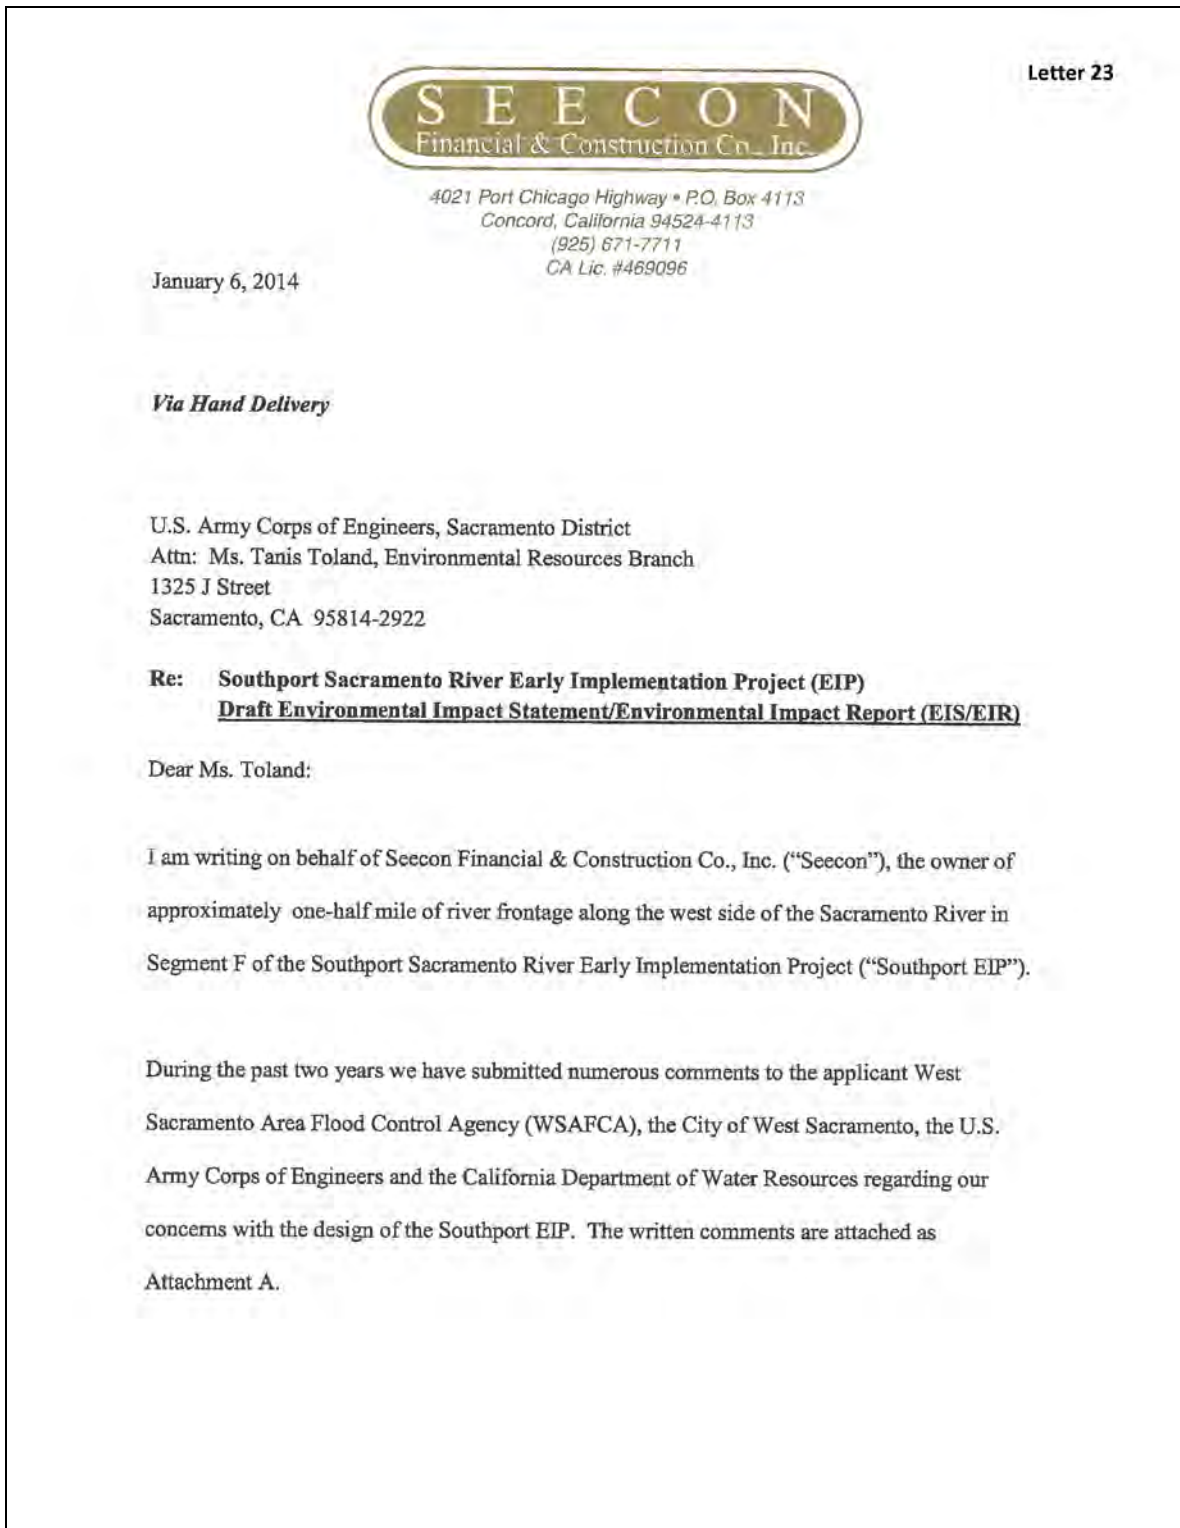 Letter 23
SEECON
Financial & Construction Co., Inc.
4021 Port Chicago Highway • P.O. Box 4113
Concord, California 94524-4113
(925) 671-7711
CA Lic. #469096
January 6, 2014
Via Hand Delivery
U.S. Army Corps of Engineers, Sacramento District
Attn: Ms. Tanis Toland, Environmental Resources Branch
1325 J Street
Sacramento, CA 95814-2922
Re: Southport Sacramento River Early Implementation Project (EIP)
Draft Environmental Impact Statement/Environmental Impact Report (EIS/EIR)
Dear Ms. Toland:
I am writing on behalf of Seecon Financial & Construction Co., Inc. (“Seecon”), the owner of
approximately one-half mile of river frontage along the west side of the Sacramento River in
Segment F of the Southport Sacramento River Early Implementation Project (“Southport EIP”).
During the past two years we have submitted numerous comments to the applicant West
Sacramento Area Flood Control Agency (WSAFCA), the City of West Sacramento, the U.S.
Army Corps of Engineers and the California Department of Water Resources regarding our
concerns with the design of the Southport EIP. The written comments are attached as
Attachment A.